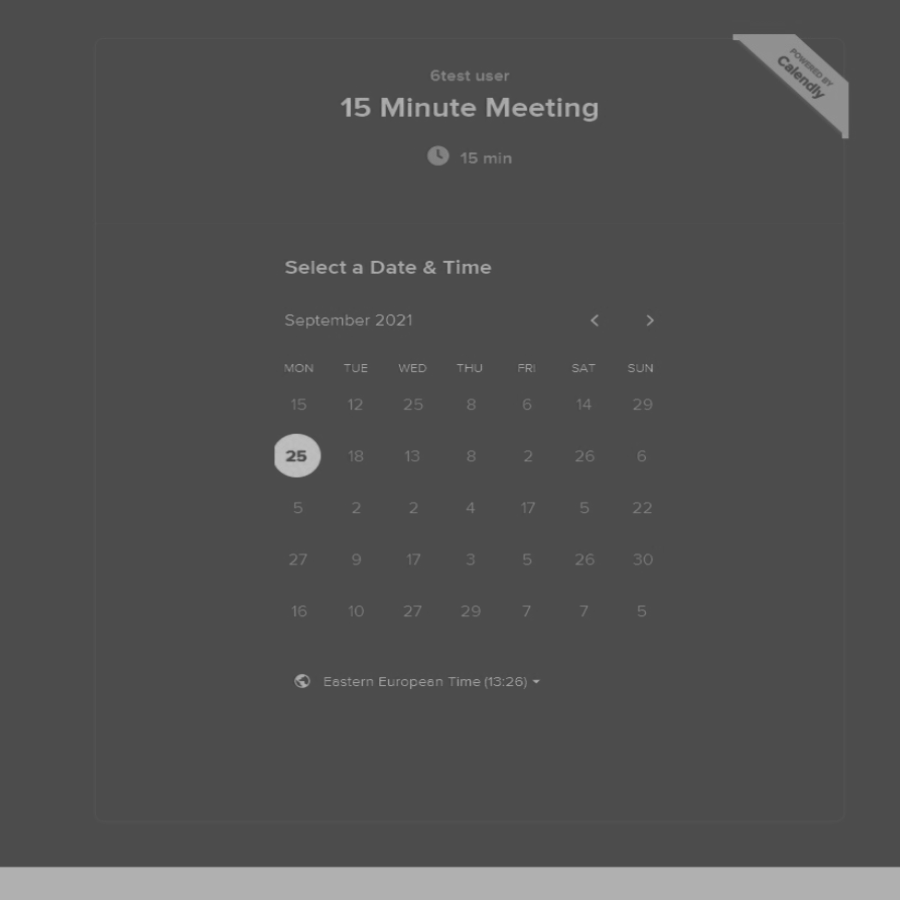 POWERED BY
Calendly
6test user
15 Minute Meeting
15 min
Select a Date & Time
September 2021
MON TUE WED THU FRI SAT SUN
15 12 25 8 6 14 29
25 18 13 8 2 26 6
5 2 2 4 17 5 22
27 9 17 3 5 26 30
16 10 27 29 7 7 5
Eastern European Time (13:26)